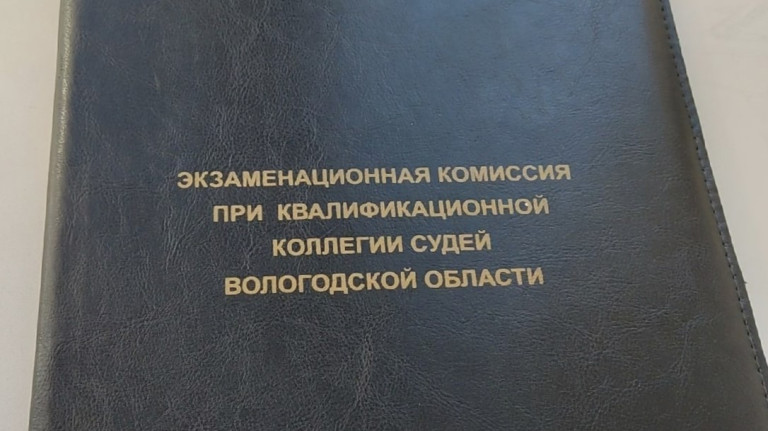 ЭКЗАМЕНАЦИОННАЯ КОМИССИЯ
ПРИ КВАЛИФИКАЦИОННОЙ
КОЛЛЕГИИ СУДЕЙ
ВОЛОГОДСКОЙ ОБЛАСТИ